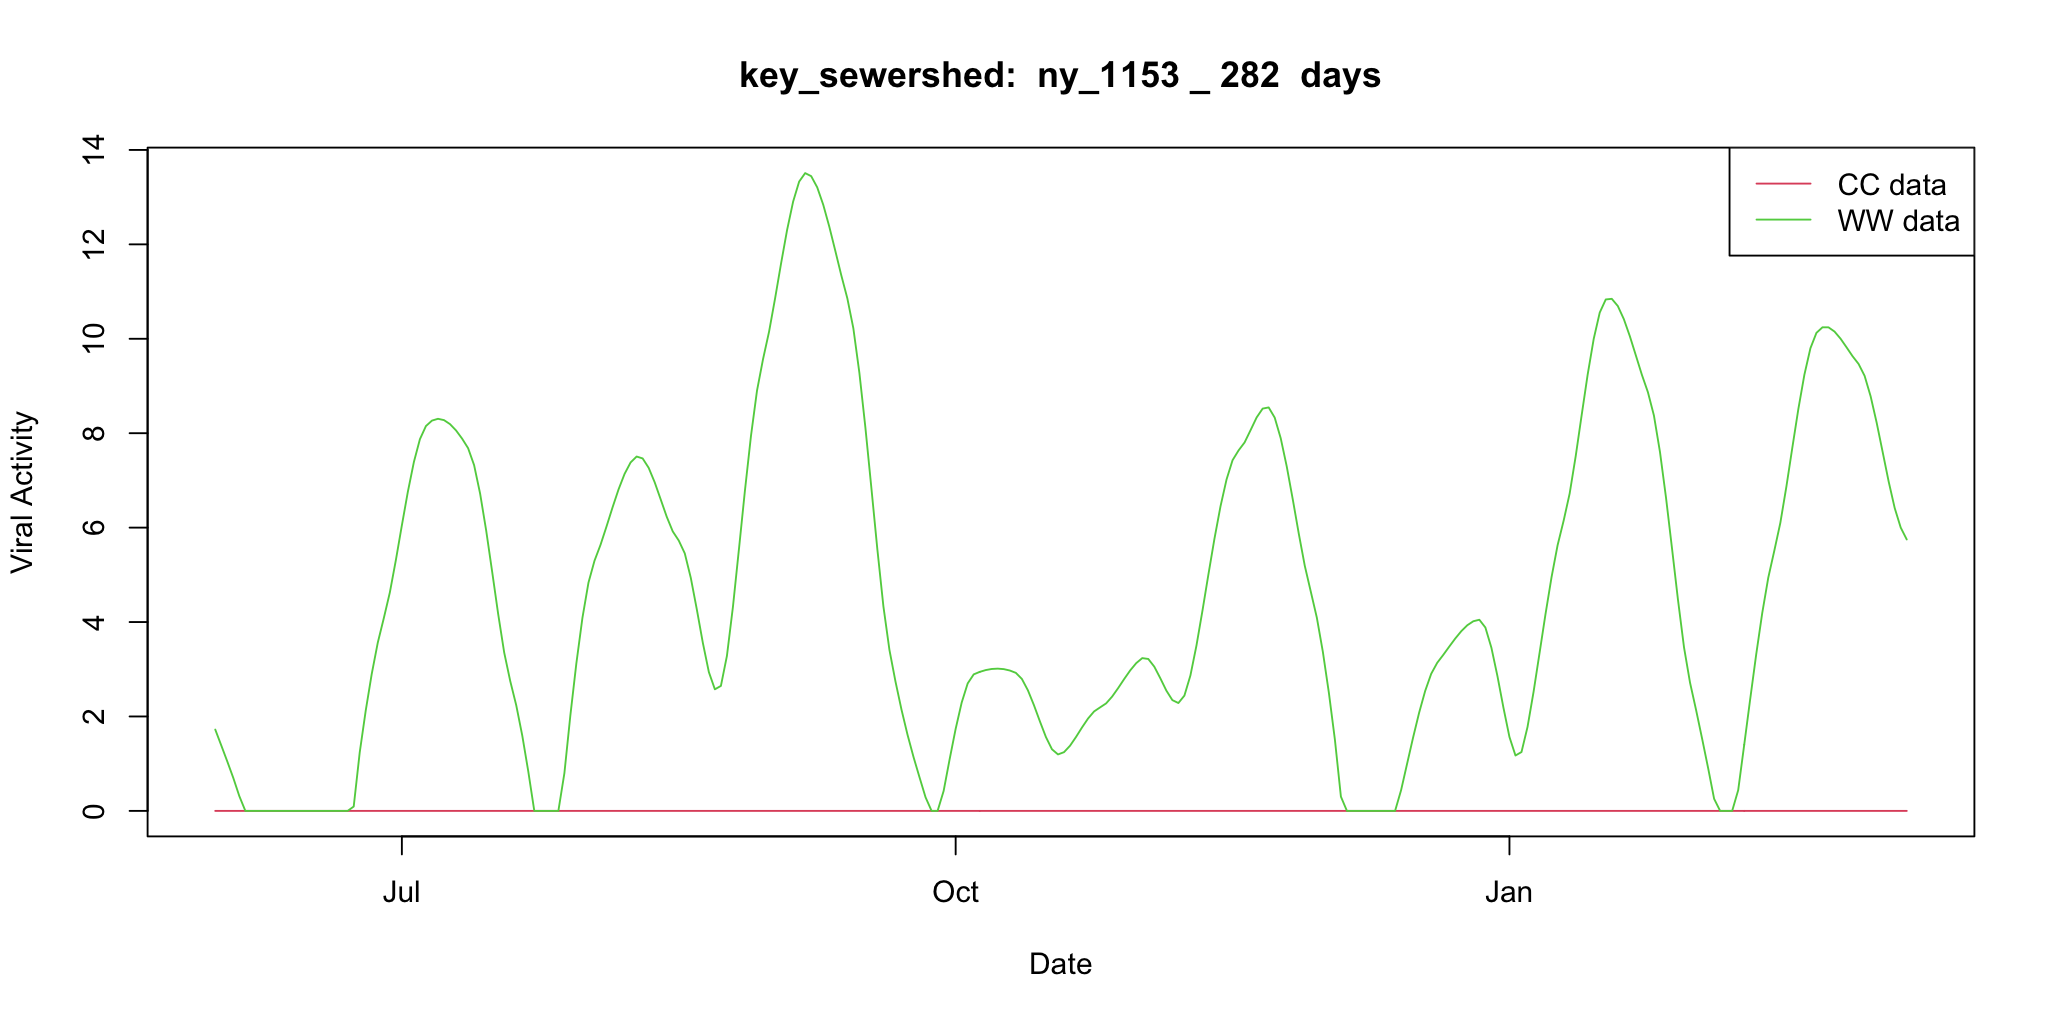 key_sewershed:  ny_1153 _ 282  days
14
12
10
8
6
4
2
0
Viral Activity
CC data
WW data
Jul
Oct
Jan
Date